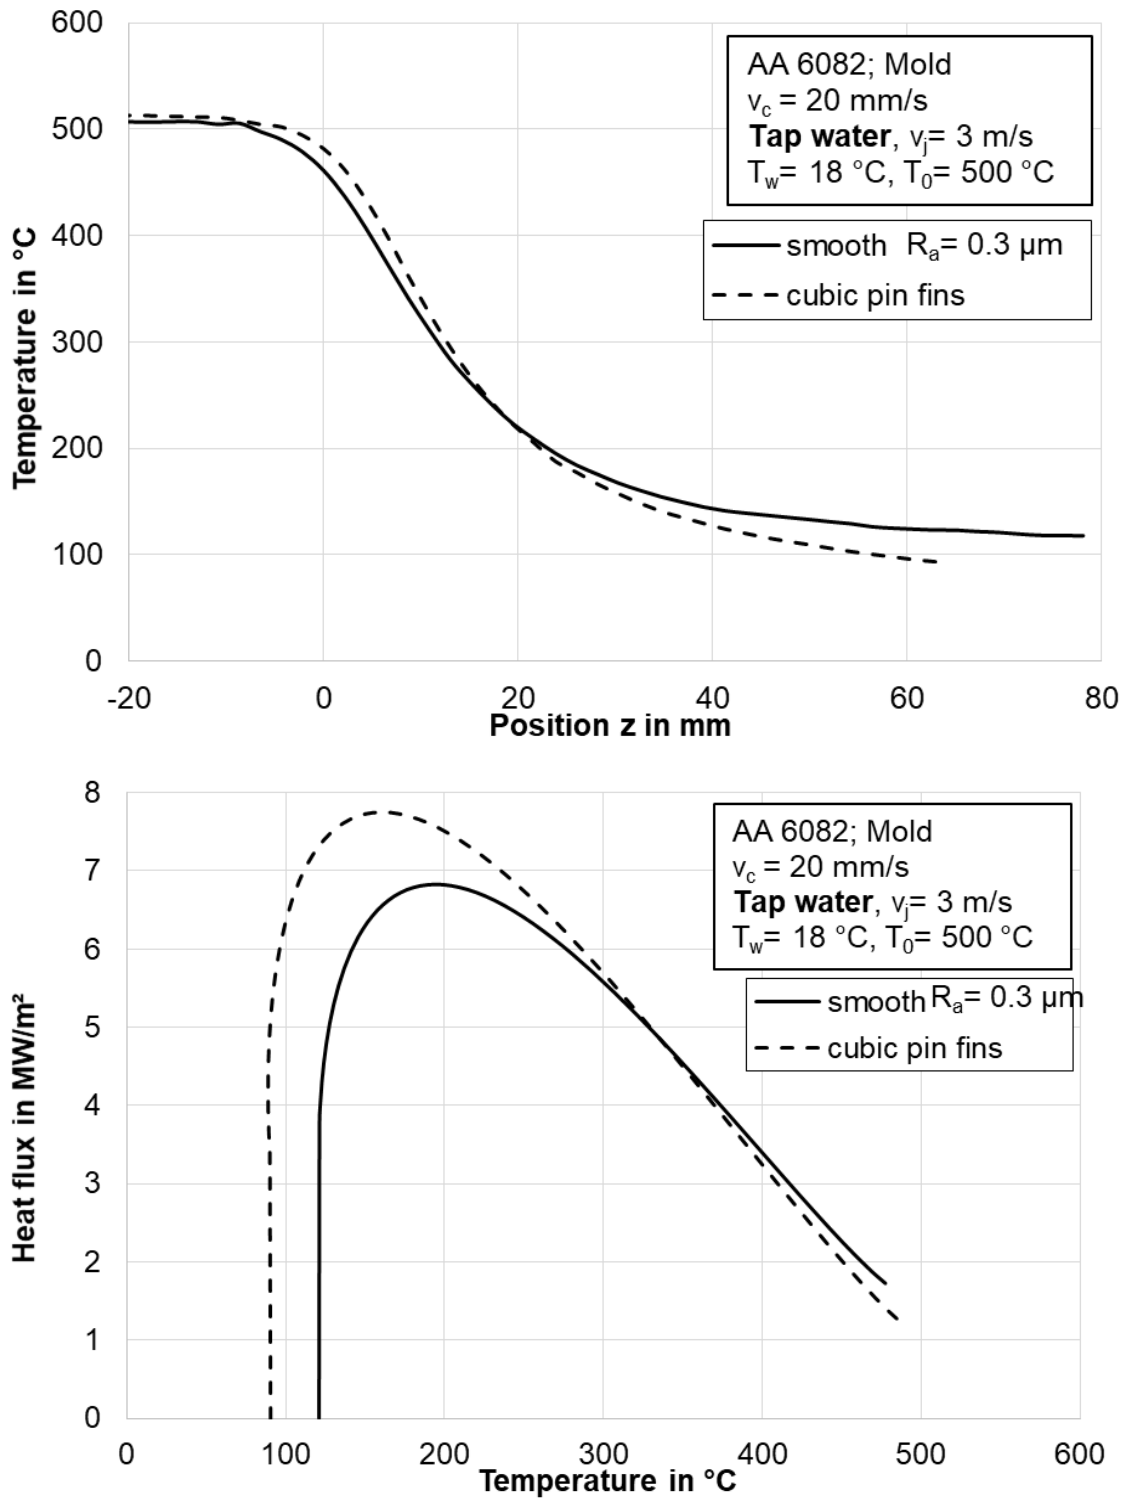 600
500
400
300
200
100
0
Temperature in °C
AA 6082; Mold
v_c = 20 mm/s
Tap water, v_j= 3 m/s
T_w= 18 °C, T_0= 500 °C
smooth R_a= 0.3 µm
cubic pin fins
-20 0 20 40 60 80
Position z in mm
8
7
6
5
4
3
2
1
0
Heat flux in MW/m²
AA 6082; Mold
v_c = 20 mm/s
Tap water, v_j= 3 m/s
T_w= 18 °C, T_0= 500 °C
smooth R_a= 0.3 µm
cubic pin fins
0 100 200 300 400 500 600
Temperature in °C